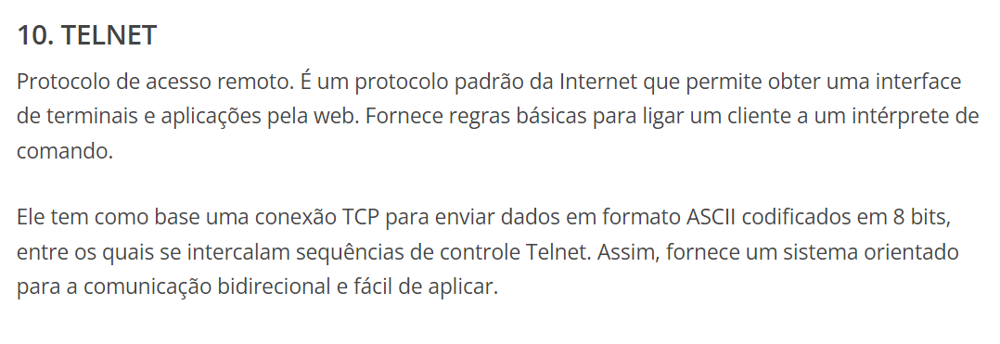 10. TELNET
Protocolo de acesso remoto. É um protocolo padrão da Internet que permite obter uma interface
de terminais e aplicações pela web. Fornece regras básicas para ligar um cliente a um intérprete de
comando.
Ele tem como base uma conexão TCP para enviar dados em formato ASCII codificados em 8 bits,
entre os quais se intercalam sequências de controle Telnet. Assim, fornece um sistema orientado
para a comunicação bidirecional e fácil de aplicar.